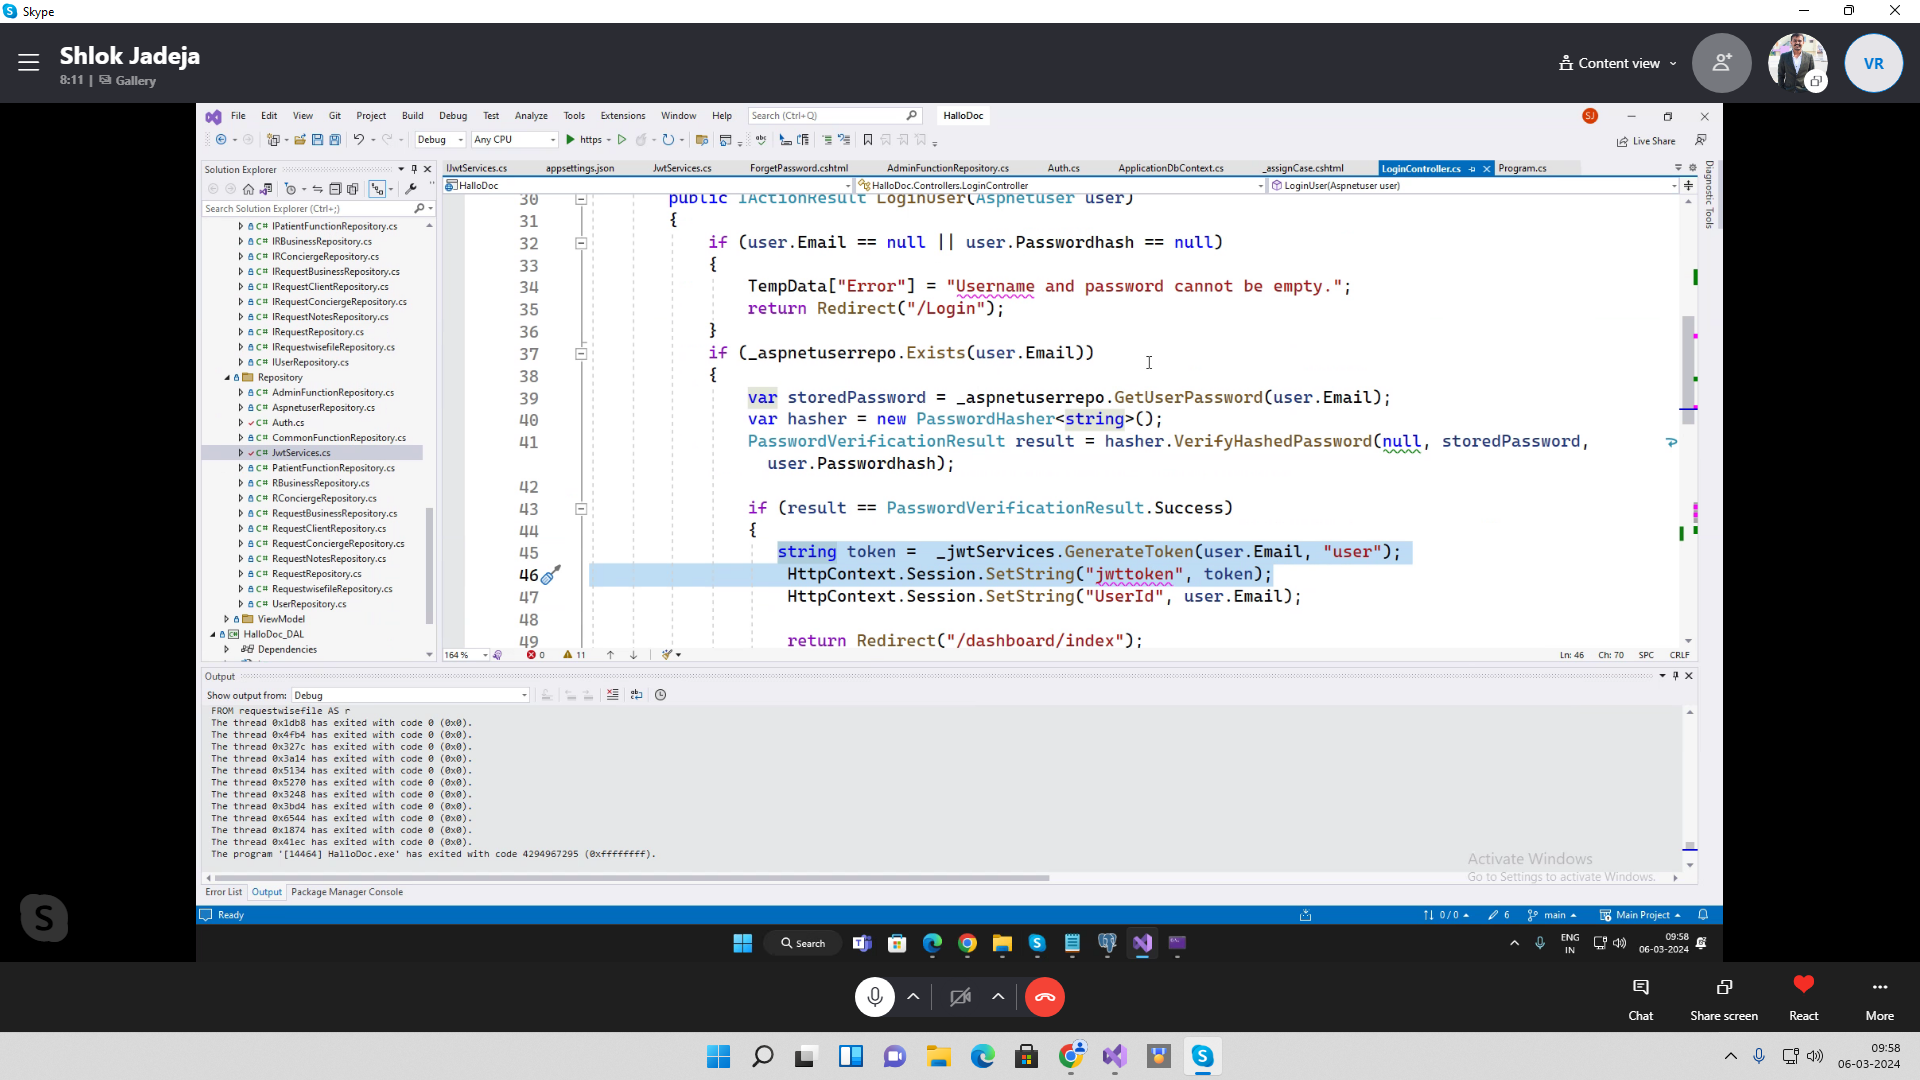 Skype
Shlok Jadeja
8:11 | Gallery
Content view
VR
File Edit View Git Project Build Debug Test Analyze Tools Extensions Window Help Search (Ctrl+Q) HalloDoc
SJ
Debug Any CPU https Live Share
Solution Explorer
IJwtServices.cs appsettings.json JwtServices.cs ForgetPassword.cshtml AdminFunctionRepository.cs Auth.cs ApplicationDbContext.cs _assignCase.cshtml LoginController.cs Program.cs
HalloDoc HalloDoc.Controllers.LoginController LoginUser(Aspnetuser user)
Diagnostic Tools
Search Solution Explorer (Ctrl+;)
IPatientFunctionRepository.cs
IRBusinessRepository.cs
IRConciergeRepository.cs
IRequestBusinessRepository.cs
IRequestClientRepository.cs
IRequestConciergeRepository.cs
IRequestNotesRepository.cs
IRequestRepository.cs
IRequestwisefileRepository.cs
IUserRepository.cs
Repository
AdminFunctionRepository.cs
AspnetuserRepository.cs
Auth.cs
CommonFunctionRepository.cs
JwtServices.cs
PatientFunctionRepository.cs
RBusinessRepository.cs
RConciergeRepository.cs
RequestBusinessRepository.cs
RequestClientRepository.cs
RequestConciergeRepository.cs
RequestNotesRepository.cs
RequestRepository.cs
RequestwisefileRepository.cs
UserRepository.cs
ViewModel
HalloDoc_DAL
Dependencies
30 public IActionResult LoginUser(Aspnetuser user)
31 {
32 if (user.Email == null || user.Passwordhash == null)
33 {
34 TempData["Error"] = "Username and password cannot be empty.";
35 return Redirect("/Login");
36 }
37 if (_aspnetuserrepo.Exists(user.Email))
38 {
39 var storedPassword = _aspnetuserrepo.GetUserPassword(user.Email);
40 var hasher = new PasswordHasher<string>();
41 PasswordVerificationResult result = hasher.VerifyHashedPassword(null, storedPassword,
user.Passwordhash);
42
43 if (result == PasswordVerificationResult.Success)
44 {
45 string token = _jwtServices.GenerateToken(user.Email, "user");
46 HttpContext.Session.SetString("jwttoken", token);
47 HttpContext.Session.SetString("UserId", user.Email);
48
49 return Redirect("/dashboard/index");
164 % 0 11 Ln: 46 Ch: 70 SPC CRLF
Output
Show output from: Debug
FROM requestwisefile AS r
The thread 0x1db8 has exited with code 0 (0x0).
The thread 0x4fb4 has exited with code 0 (0x0).
The thread 0x327c has exited with code 0 (0x0).
The thread 0x3a14 has exited with code 0 (0x0).
The thread 0x5134 has exited with code 0 (0x0).
The thread 0x5270 has exited with code 0 (0x0).
The thread 0x3248 has exited with code 0 (0x0).
The thread 0x3bd4 has exited with code 0 (0x0).
The thread 0x6544 has exited with code 0 (0x0).
The thread 0x1874 has exited with code 0 (0x0).
The thread 0x41ec has exited with code 0 (0x0).
The program '[14464] HalloDoc.exe' has exited with code 4294967295 (0xffffffff).
Activate Windows
Go to Settings to activate Windows.
Error List Output Package Manager Console
Ready 0 / 0 6 main Main Project
Search ENG IN 09:58 06-03-2024
Chat Share screen React More
09:58
06-03-2024